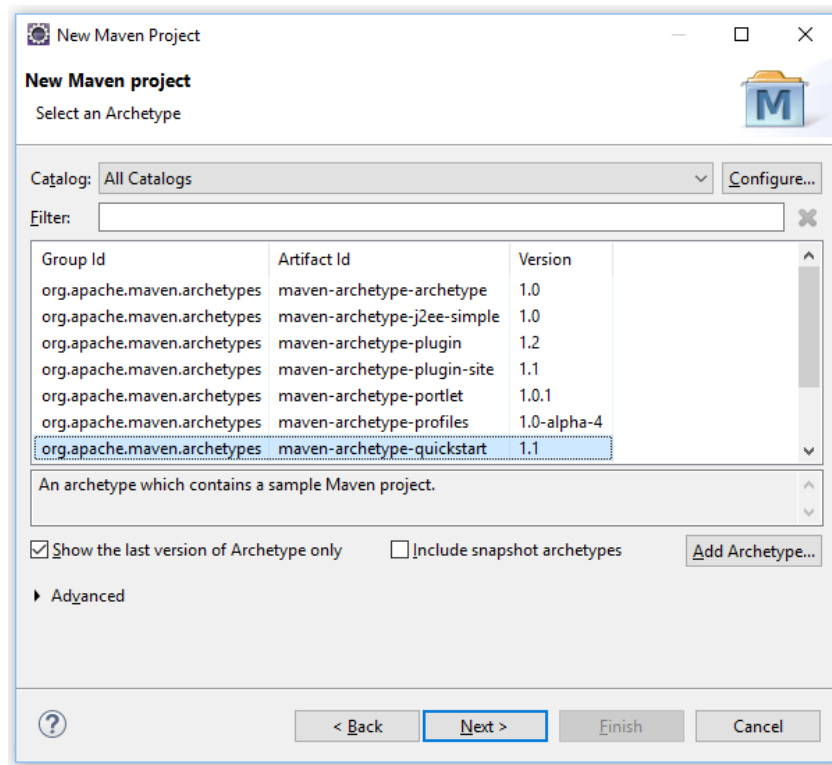 New Maven Project
New Maven project
Select an Archetype
M
Catalog: All Catalogs Configure...
Filter:
Group Id Artifact Id Version
org.apache.maven.archetypes maven-archetype-archetype 1.0
org.apache.maven.archetypes maven-archetype-j2ee-simple 1.0
org.apache.maven.archetypes maven-archetype-plugin 1.2
org.apache.maven.archetypes maven-archetype-plugin-site 1.1
org.apache.maven.archetypes maven-archetype-portlet 1.0.1
org.apache.maven.archetypes maven-archetype-profiles 1.0-alpha-4
org.apache.maven.archetypes maven-archetype-quickstart 1.1
An archetype which contains a sample Maven project.
Show the last version of Archetype only Include snapshot archetypes Add Archetype...
Advanced
? < Back Next > Finish Cancel